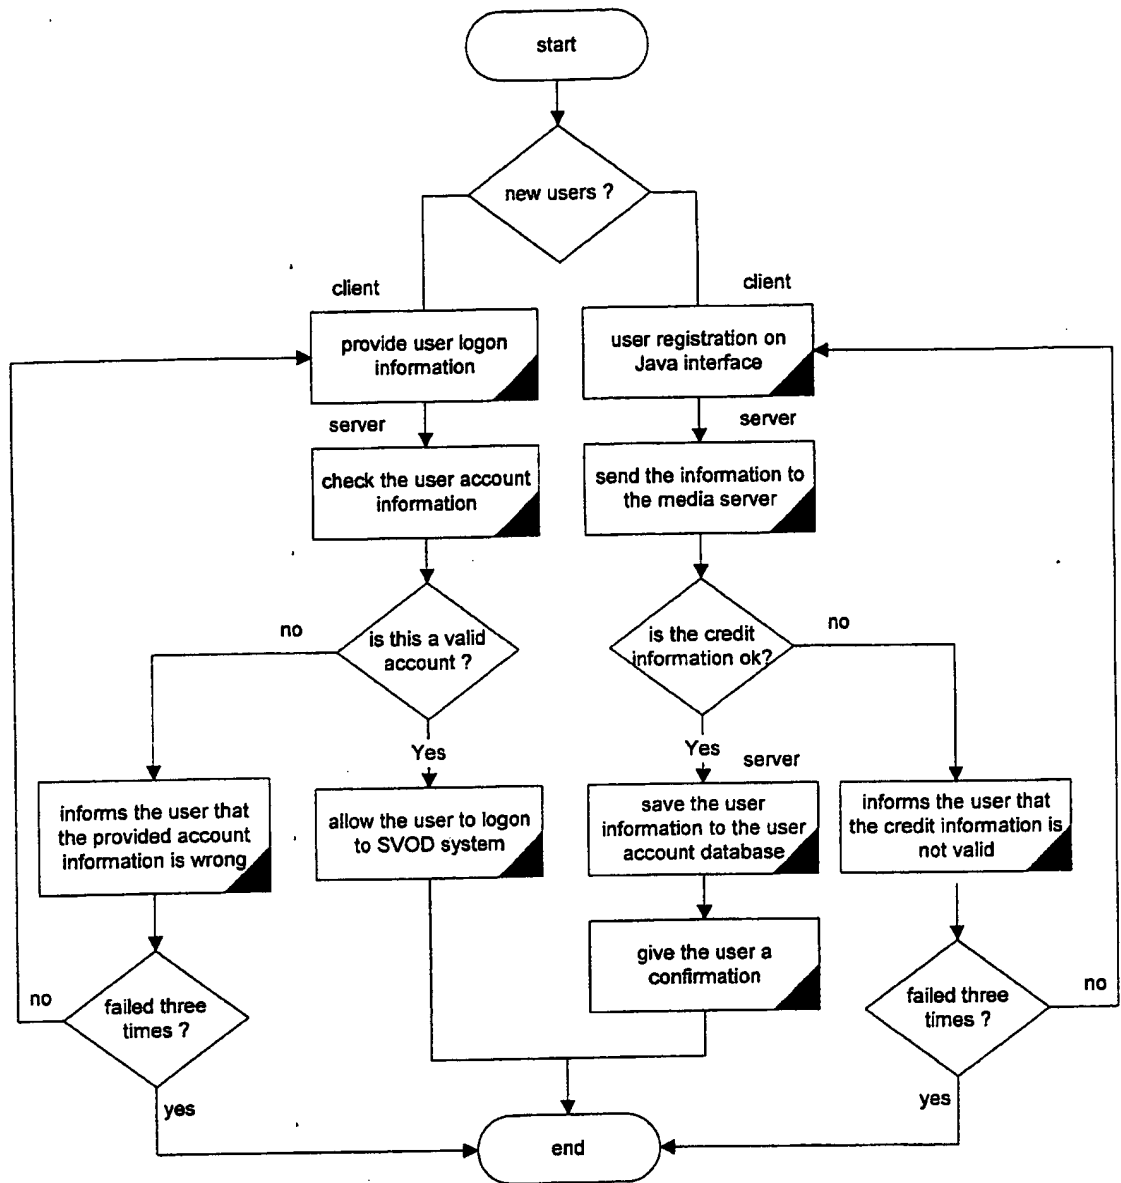 start
new users ?
client
client
provide user logon
information
user registration on
Java interface
server
server
check the user account
information
send the information to
the media server
no
is this a valid
account ?
is the credit
information ok?
no
Yes
Yes
server
informs the user that
the provided account
information is wrong
allow the user to logon
to SVOD system
save the user
information to the user
account database
informs the user that
the credit information is
not valid
give the user a
confirmation
no
failed three
times ?
failed three
times ?
no
yes
yes
end